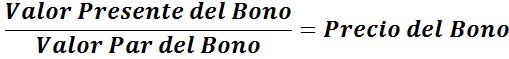 Valor Presente del Bono
Valor Par del Bono
= Precio del Bono